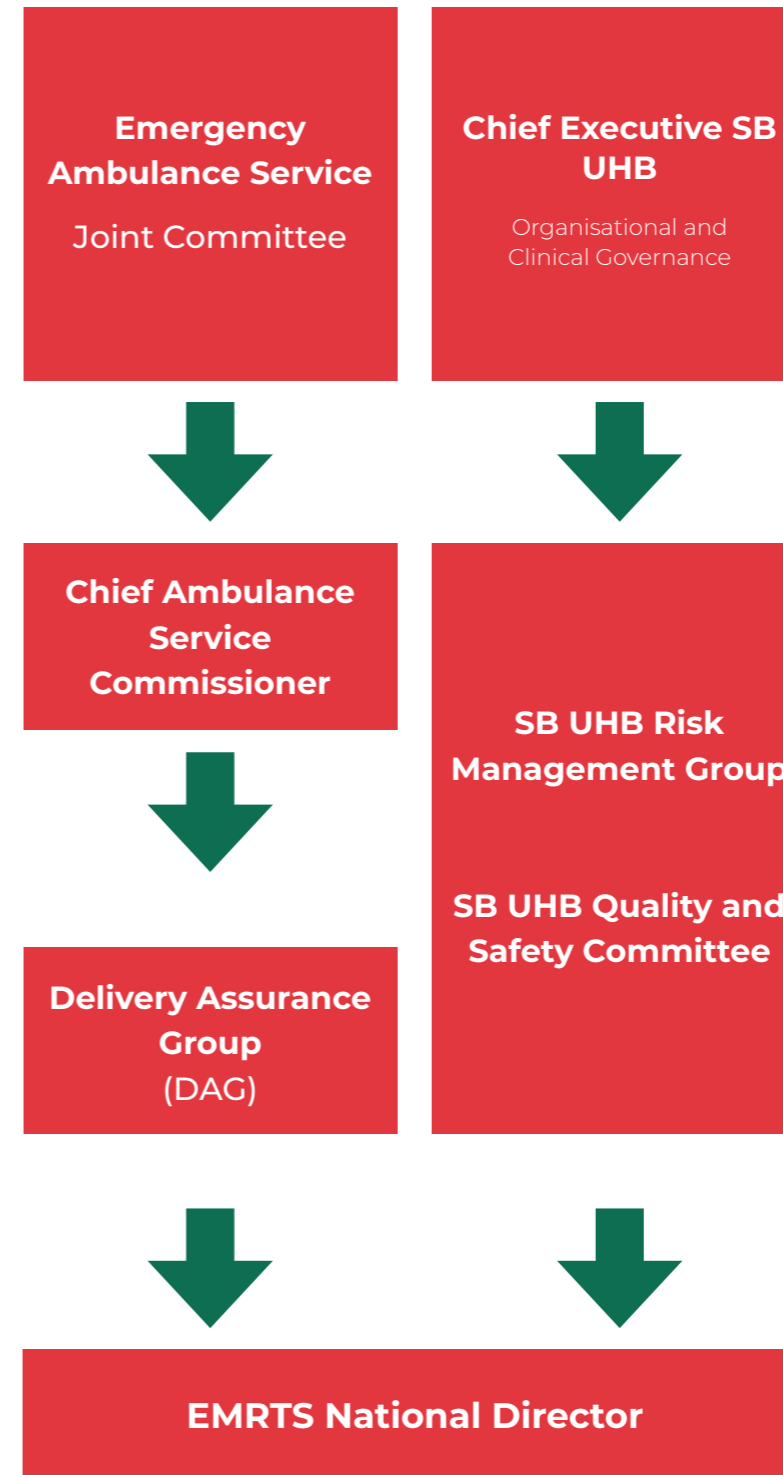 Emergency
Ambulance Service
Joint Committee
Chief Executive SB
UHB
Organisational and
Clinical Governance
Chief Ambulance
Service
Commissioner
SB UHB Risk
Management Group
SB UHB Quality and
Safety Committee
Delivery Assurance
Group
(DAG)
EMRTS National Director